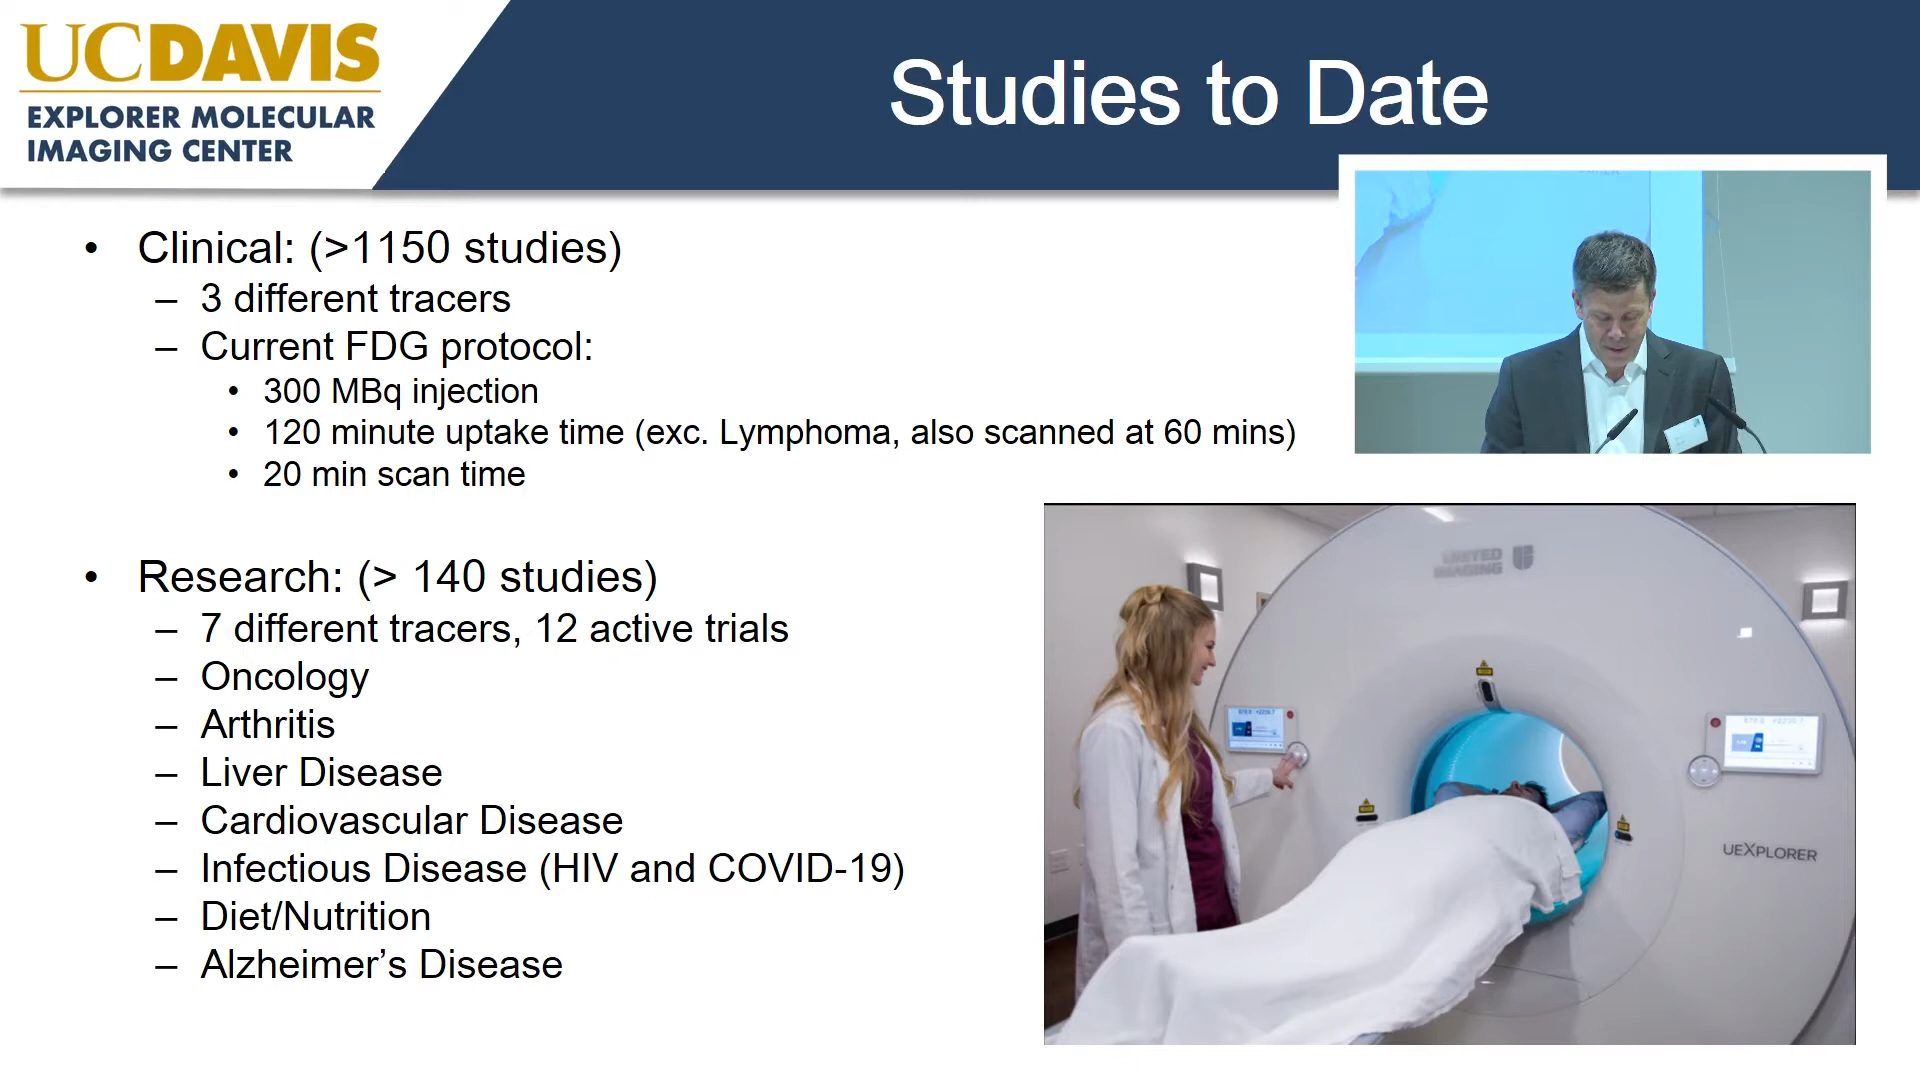 UCDAVIS
EXPLORER MOLECULAR
IMAGING CENTER
Studies to Date
• Clinical: (>1150 studies)
– 3 different tracers
– Current FDG protocol:
• 300 MBq injection
• 120 minute uptake time (exc. Lymphoma, also scanned at 60 mins)
• 20 min scan time
• Research: (> 140 studies)
– 7 different tracers, 12 active trials
– Oncology
– Arthritis
– Liver Disease
– Cardiovascular Disease
– Infectious Disease (HIV and COVID-19)
– Diet/Nutrition
– Alzheimer’s Disease
UNITED
IMAGING
UEXPLORER